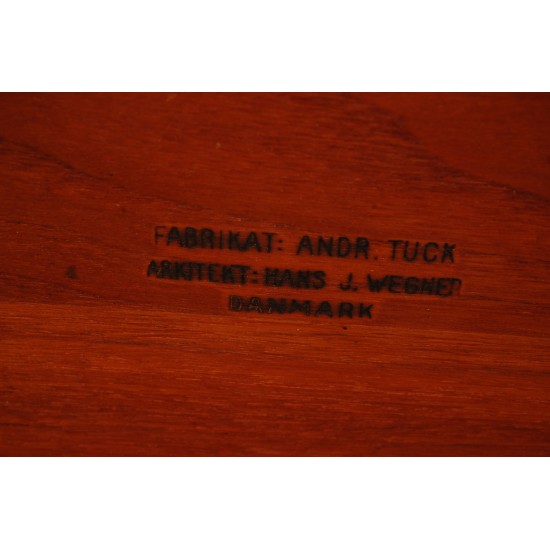 FABRIKAT: ANDR. TUCK
ARKITEKT: HANS J. WEGNER
DANMARK